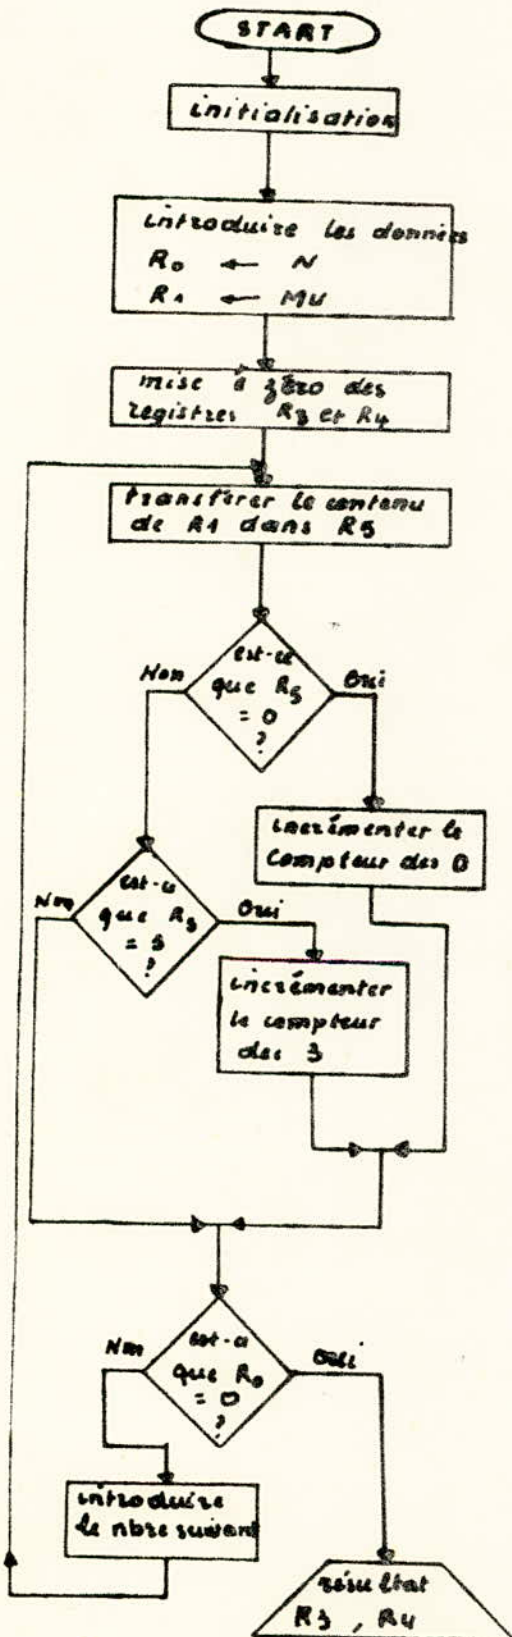 START
initialisation
introduire les données
R0 ← N
R1 ← MU
mise à zéro des
registres R3 et R4
transférer le contenu
de R1 dans R5
est-ce
que R5
= 0
?
Non
Oui
incrémenter le
compteur des 0
est-ce
que R5
=
?
Non
Oui
incrémenter
le compteur
des 3
est-ce
que R0
= 0
?
Non
Oui
introduire
le nbre suivant
résultat
R3 , R4